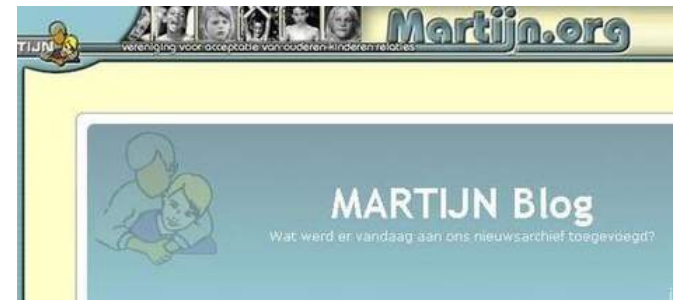 Martijn.org
TIJN
vereniging voor acceptatie van ouderen-kinderen relaties
MARTIJN Blog
Wat werd er vandaag aan ons nieuwsarchief toegevoegd?